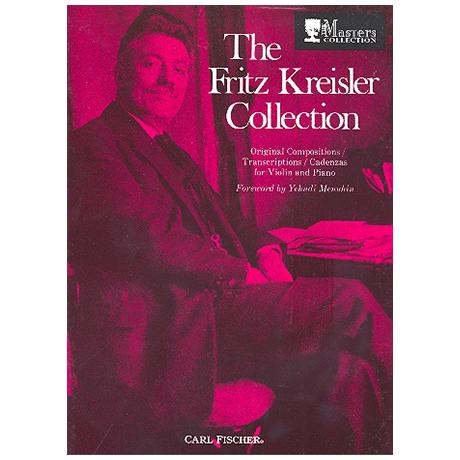 Masters
COLLECTION
The
Fritz Kreisler
Collection
Original Compositions /
Transcriptions / Cadenzas
for Violin and Piano
Foreword by Yehudi Menuhin
CARL FISCHER®